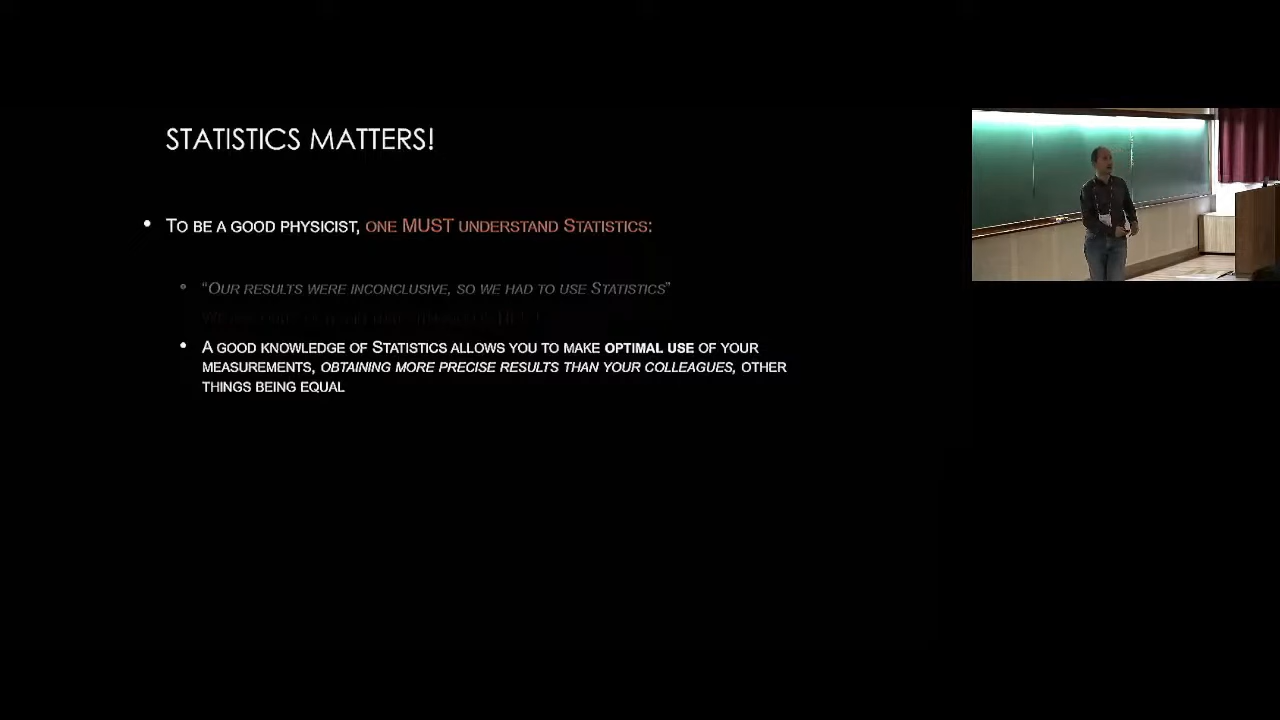 STATISTICS MATTERS!
• TO BE A GOOD PHYSICIST, ONE MUST UNDERSTAND STATISTICS:
• “OUR RESULTS WERE INCONCLUSIVE, SO WE HAD TO USE STATISTICS”
• A GOOD KNOWLEDGE OF STATISTICS ALLOWS YOU TO MAKE OPTIMAL USE OF YOUR
MEASUREMENTS, OBTAINING MORE PRECISE RESULTS THAN YOUR COLLEAGUES, OTHER
THINGS BEING EQUAL